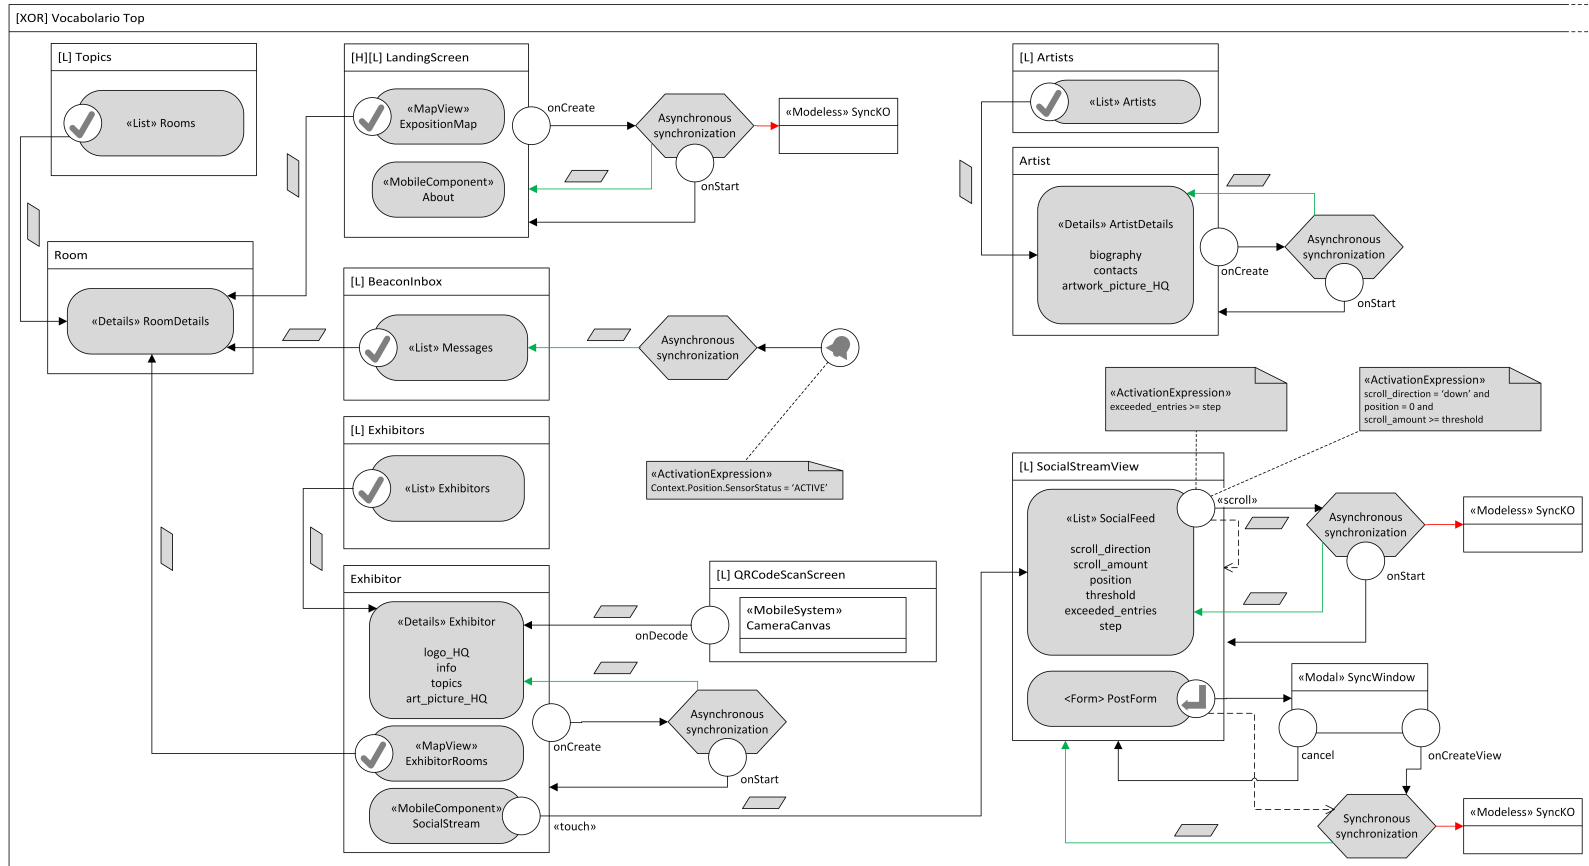 [XOR] Vocabolario Top
[L] Topics
«List» Rooms
[H][L] LandingScreen
«MapView»
ExpositionMap
«MobileComponent»
About
onCreate
Asynchronous
synchronization
onStart
«Modeless» SyncKO
[L] Artists
«List» Artists
Artist
«Details» ArtistDetails
biography
contacts
artwork_picture_HQ
onCreate
Asynchronous
synchronization
onStart
Room
«Details» RoomDetails
[L] BeaconInbox
«List» Messages
Asynchronous
synchronization
«ActivationExpression»
Context.Position.SensorStatus = ‘ACTIVE’
[L] Exhibitors
«List» Exhibitors
«ActivationExpression»
exceeded_entries >= step
«ActivationExpression»
scroll_direction = ‘down’ and
position = 0 and
scroll_amount >= threshold
[L] SocialStreamView
«List» SocialFeed
scroll_direction
scroll_amount
position
threshold
exceeded_entries
step
«scroll»
Asynchronous
synchronization
onStart
«Modeless» SyncKO
Exhibitor
«Details» Exhibitor
logo_HQ
info
topics
art_picture_HQ
«MapView»
ExhibitorRooms
«MobileComponent»
SocialStream
«touch»
onDecode
[L] QRCodeScanScreen
«MobileSystem»
CameraCanvas
onCreate
Asynchronous
synchronization
onStart
<Form> PostForm
«Modal» SyncWindow
cancel
onCreateView
Synchronous
synchronization
«Modeless» SyncKO